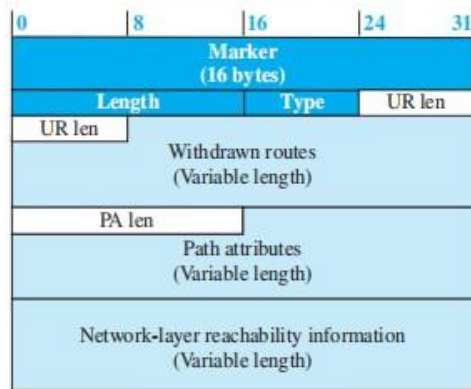 0 8 16 24 31
Marker
(16 bytes)
Length Type UR len
UR len
Withdrawn routes
(Variable length)
PA len
Path attributes
(Variable length)
Network-layer reachability information
(Variable length)